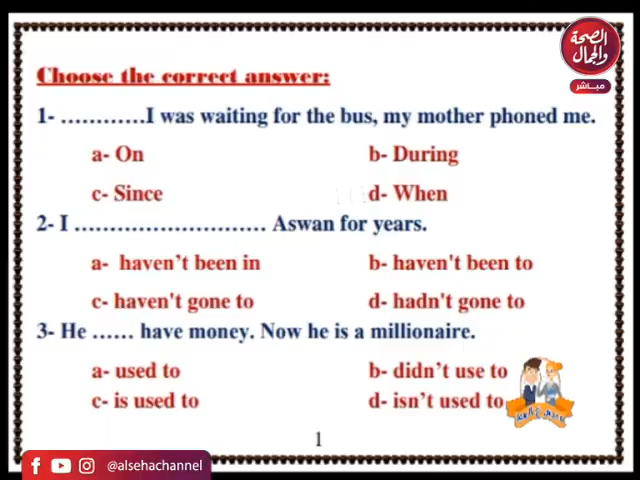 الصحة
والجمال
مباشر
Choose the correct answer:
1- …………I was waiting for the bus, my mother phoned me.
a- On
b- During
c- Since
d- When
2- I ……………………… Aswan for years.
a- haven’t been in
b- haven't been to
c- haven't gone to
d- hadn't gone to
3- He …… have money. Now he is a millionaire.
a- used to
b- didn’t use to
c- is used to
d- isn’t used to
1
@alsehachannel